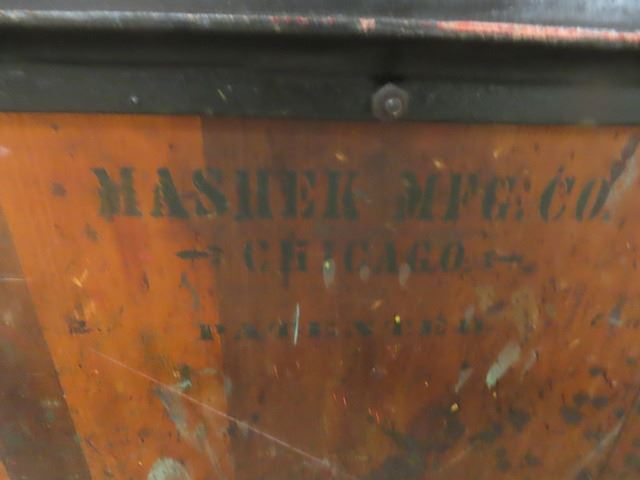 MASHEK MFG. CO.
CHICAGO.
PATENTED